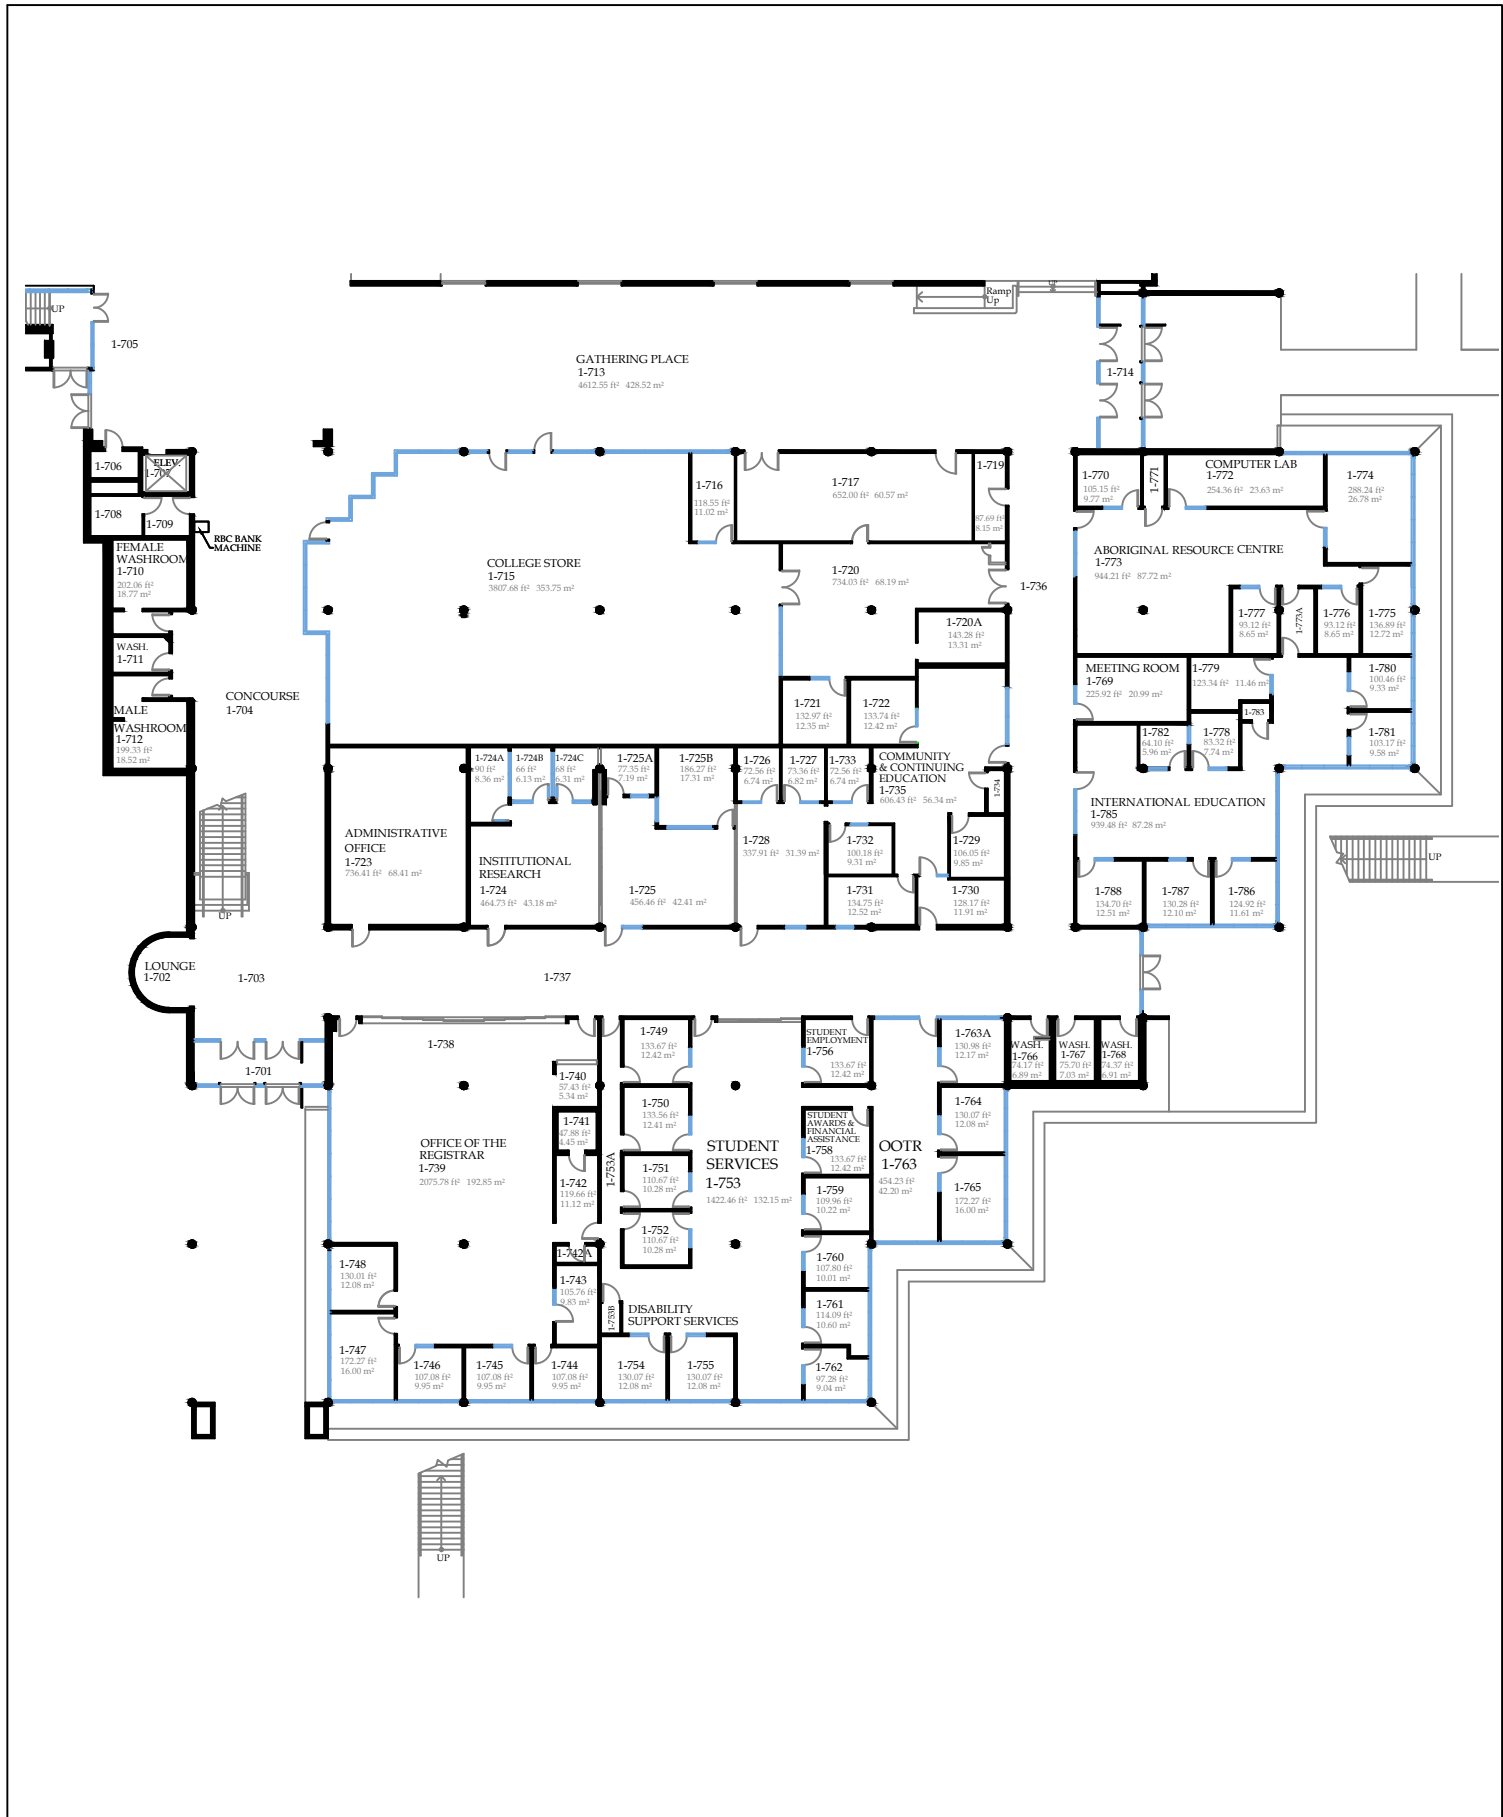 UP
1-705
GATHERING PLACE
1-713
4612.55 ft² 428.52 m²
Ramp
Up
UP
1-714
1-706
ELEV.
1-707
1-708
1-709
RBC BANK
MACHINE
FEMALE
WASHROOM
1-710
202.06 ft²
18.77 m²
WASH.
1-711
MALE
WASHROOM
1-712
199.33 ft²
18.52 m²
CONCOURSE
1-704
UP
COLLEGE STORE
1-715
3807.68 ft² 353.75 m²
1-716
118.55 ft²
11.02 m²
1-717
652.00 ft² 60.57 m²
1-719
87.69 ft²
8.15 m²
1-720
734.03 ft² 68.19 m²
1-736
1-720A
143.28 ft²
13.31 m²
1-721
132.97 ft²
12.35 m²
1-722
133.74 ft²
12.42 m²
1-770
105.15 ft²
9.77 m²
1-771
COMPUTER LAB
1-772
254.36 ft² 23.63 m²
1-774
288.24 ft²
26.78 m²
ABORIGINAL RESOURCE CENTRE
1-773
944.21 ft² 87.72 m²
1-777
93.12 ft²
8.65 m²
1-773A
1-776
93.12 ft²
8.65 m²
1-775
136.89 ft²
12.72 m²
MEETING ROOM
1-769
225.92 ft² 20.99 m²
1-779
123.34 ft² 11.46 m²
1-780
100.46 ft²
9.33 m²
1-783
1-782
64.10 ft²
5.96 m²
1-778
83.32 ft²
7.74 m²
1-781
103.17 ft²
9.58 m²
INTERNATIONAL EDUCATION
1-785
939.48 ft² 87.28 m²
1-788
134.70 ft²
12.51 m²
1-787
130.28 ft²
12.10 m²
1-786
124.92 ft²
11.61 m²
UP
ADMINISTRATIVE
OFFICE
1-723
736.41 ft² 68.41 m²
1-724A
90 ft²
8.36 m²
1-724B
66 ft²
6.13 m²
1-724C
68 ft²
6.31 m²
INSTITUTIONAL
RESEARCH
1-724
464.73 ft² 43.18 m²
1-725A
77.35 ft²
7.19 m²
1-725B
186.27 ft²
17.31 m²
1-725
456.46 ft² 42.41 m²
1-726
72.56 ft²
6.74 m²
1-727
73.36 ft²
6.82 m²
1-733
72.56 ft²
6.74 m²
COMMUNITY
& CONTINUING
EDUCATION
1-735
606.43 ft² 56.34 m²
1-734
1-728
337.91 ft² 31.39 m²
1-732
100.18 ft²
9.31 m²
1-729
106.05 ft²
9.85 m²
1-731
134.75 ft²
12.52 m²
1-730
128.17 ft²
11.91 m²
LOUNGE
1-702
1-703
1-737
1-701
1-738
1-740
57.43 ft²
5.34 m²
1-741
47.88 ft²
4.45 m²
OFFICE OF THE
REGISTRAR
1-739
2075.78 ft² 192.85 m²
1-742
119.66 ft²
11.12 m²
1-742A
1-743
105.76 ft²
9.83 m²
1-748
130.01 ft²
12.08 m²
1-747
172.27 ft²
16.00 m²
1-746
107.08 ft²
9.95 m²
1-745
107.08 ft²
9.95 m²
1-744
107.08 ft²
9.95 m²
1-749
133.67 ft²
12.42 m²
1-750
133.56 ft²
12.41 m²
1-753A
1-751
110.67 ft²
10.28 m²
1-752
110.67 ft²
10.28 m²
STUDENT
SERVICES
1-753
1422.46 ft² 132.15 m²
1-753B
DISABILITY
SUPPORT SERVICES
1-754
130.07 ft²
12.08 m²
1-755
130.07 ft²
12.08 m²
STUDENT
EMPLOYMENT
1-756
133.67 ft²
12.42 m²
STUDENT
AWARDS &
FINANCIAL
ASSISTANCE
1-758
133.67 ft²
12.42 m²
1-759
109.96 ft²
10.22 m²
1-760
107.80 ft²
10.01 m²
1-761
114.09 ft²
10.60 m²
1-762
97.28 ft²
9.04 m²
OOTR
1-763
454.23 ft²
42.20 m²
1-763A
130.98 ft²
12.17 m²
1-764
130.07 ft²
12.08 m²
1-765
172.27 ft²
16.00 m²
WASH.
1-766
74.17 ft²
6.89 m²
WASH.
1-767
75.70 ft²
7.03 m²
WASH.
1-768
74.37 ft²
6.91 m²
UP